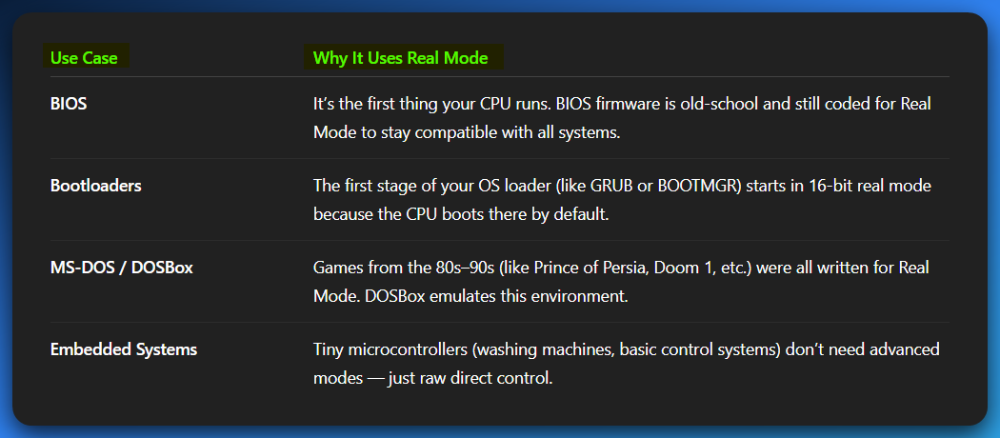 Use Case Why It Uses Real Mode
BIOS It’s the first thing your CPU runs. BIOS firmware is old-school and still coded for Real
Mode to stay compatible with all systems.
Bootloaders The first stage of your OS loader (like GRUB or BOOTMGR) starts in 16-bit real mode
because the CPU boots there by default.
MS-DOS / DOSBox Games from the 80s–90s (like Prince of Persia, Doom 1, etc.) were all written for Real
Mode. DOSBox emulates this environment.
Embedded Systems Tiny microcontrollers (washing machines, basic control systems) don’t need advanced
modes — just raw direct control.